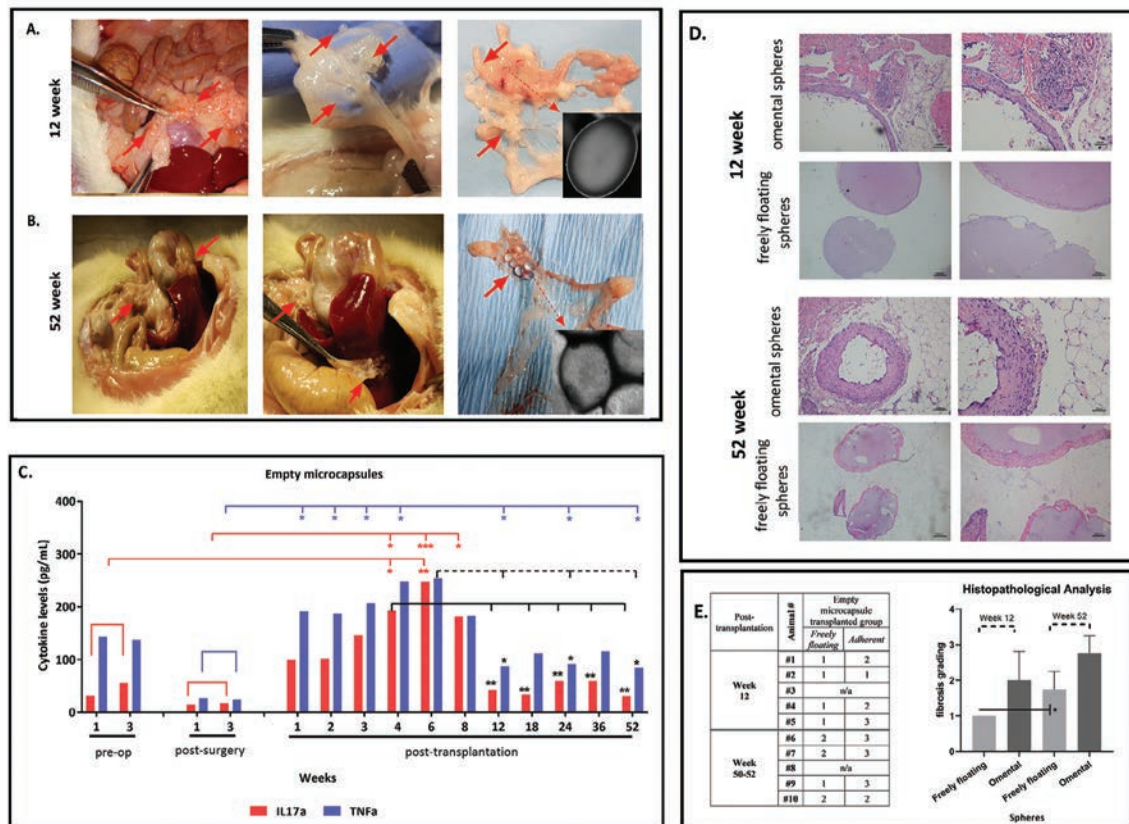 A.
12 week
B.
52 week
C.
Empty microcapsules
Cytokine levels (pg/mL)
400
* * * * * * *
300
* *** *
* **
200
100
** * ** ** * ** ** *
0
1 3 1 3 1 2 3 4 6 8 12 18 24 36 52
pre-op post-surgery post-transplantation
Weeks
IL17a TNFa
D.
12 week
omental spheres
freely floating
spheres
52 week
omental spheres
freely floating
spheres
E.
Post-
transplantation
Animal #
Empty
microcapsule
transplanted group
Freely
floating
Adherent
Week
12
#1 1 2
#2 1 1
#3 n/a
#4 1 2
#5 1 3
Week
50-52
#6 2 3
#7 2 3
#8 n/a
#9 1 3
#10 2 2
Histopathological Analysis
fibrosis grading
5
4
3
2
1
0
Week 12
Week 52
*
Freely floating
Omental
Freely floating
Omental
Spheres